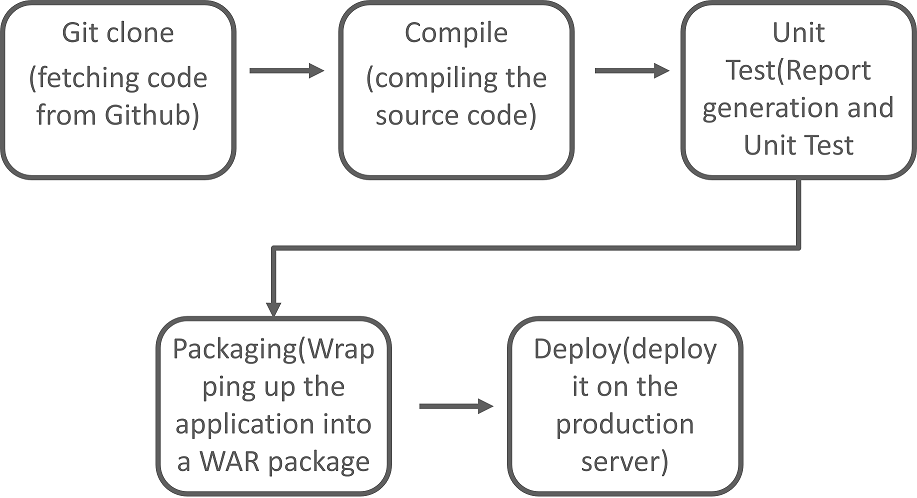 Git clone
(fetching code
from Github)
Compile
(compiling the
source code)
Unit
Test(Report
generation and
Unit Test
Packaging(Wrap
ping up the
application into
a WAR package
Deploy(deploy
it on the
production
server)